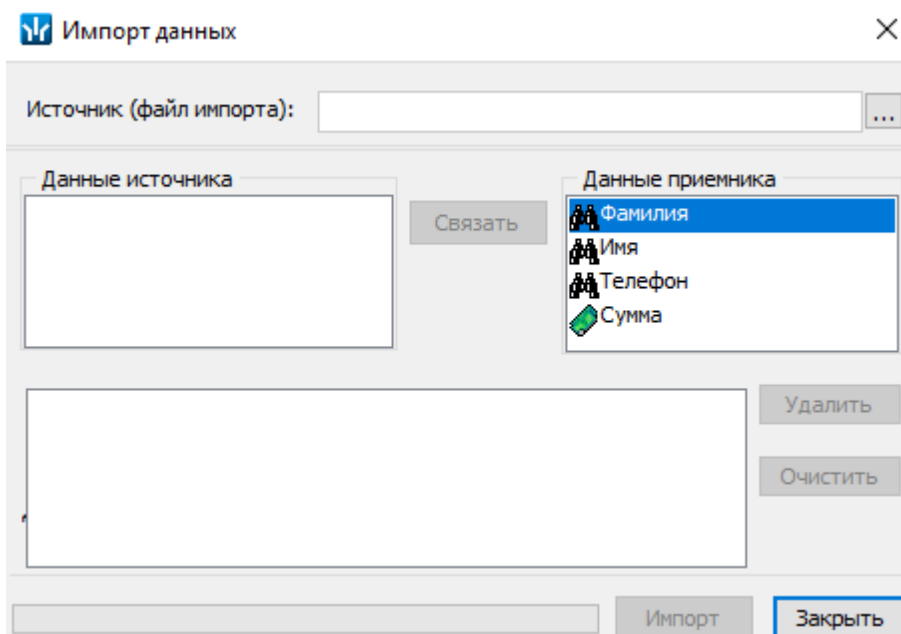 Импорт данных
Источник (файл импорта):
...
Данные источника
Связать
Данные приемника
Фамилия
Имя
Телефон
Сумма
Удалить
Очистить
Импорт
Закрыть